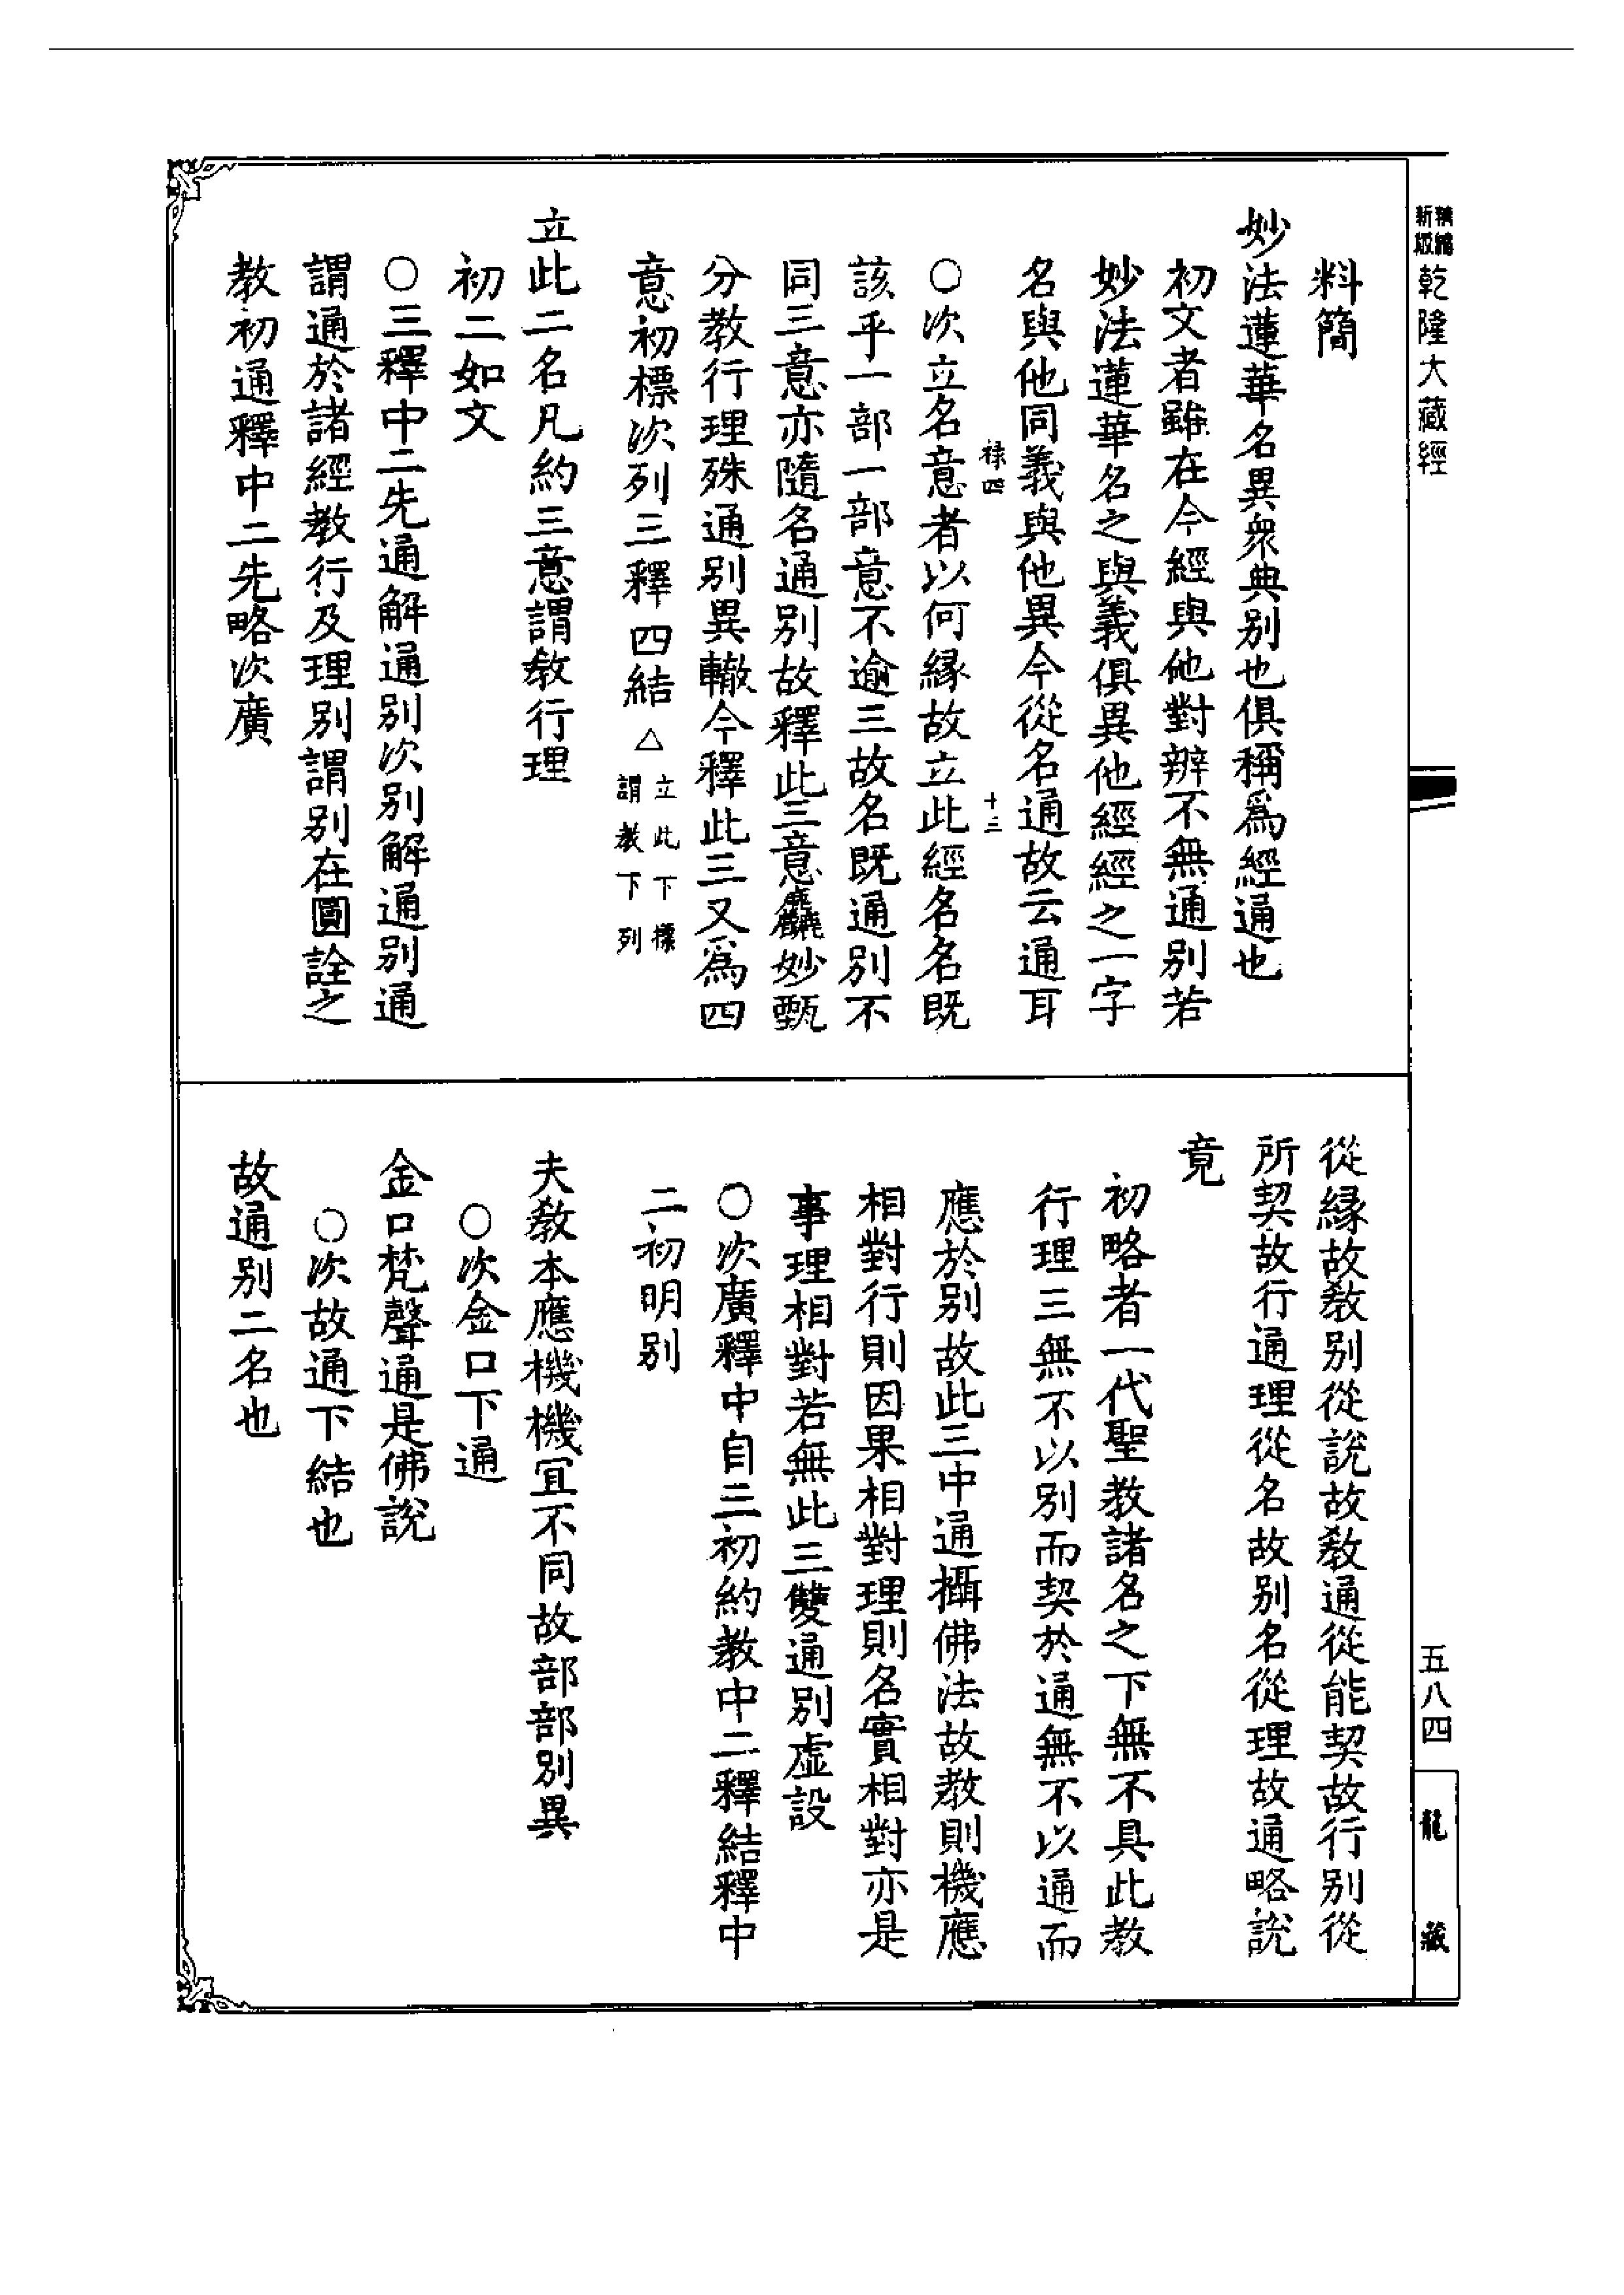 精編
新版
乾隆大藏經
料簡
妙法蓮華名異衆典別也俱稱爲經通也
初文者雖在今經與他對辨不無通別若
妙法蓮華名之與義俱異他經經之一字
名與他同義與他異今從名通故云通耳
祿四
十三
○次立名意者以何縁故立此經名名既
該乎一部一部意不逾三故名既通別不
同三意亦隨名通別故釋此三意麤妙甄
分教行理殊通別異轍今釋此三又爲四
意初標次列三釋四結△立此下標
謂教下列
立此二名凡約三意謂教行理
初二如文
○三釋中二先通解通別次別解通別通
謂通於諸經教行及理別謂別在圓詮之
教初通釋中二先略次廣
從縁故教別從說故教通從能契故行別從
所契故行通理從名故別名從理故通略說
竟
初略者一代聖教諸名之下無不具此教
行理三無不以別而契於通無不以通而
應於別故此三中通攝佛法故教則機應
相對行則因果相對理則名實相對亦是
事理相對若無此三雙通別虛設
○次廣釋中自三初約教中二釋結釋中
二初明別
夫教本應機機宜不同故部部別異
○次金口下通
金口梵聲通是佛說
○次故通下結也
故通別二名也
五八四
龍藏